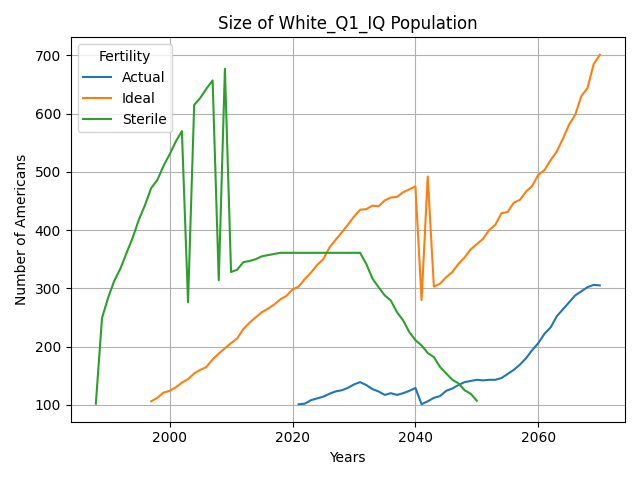 Size of White_Q1_IQ Population
Number of Americans
700
600
500
400
300
200
100
Fertility
Actual
Ideal
Sterile
2000
2020
2040
2060
Years